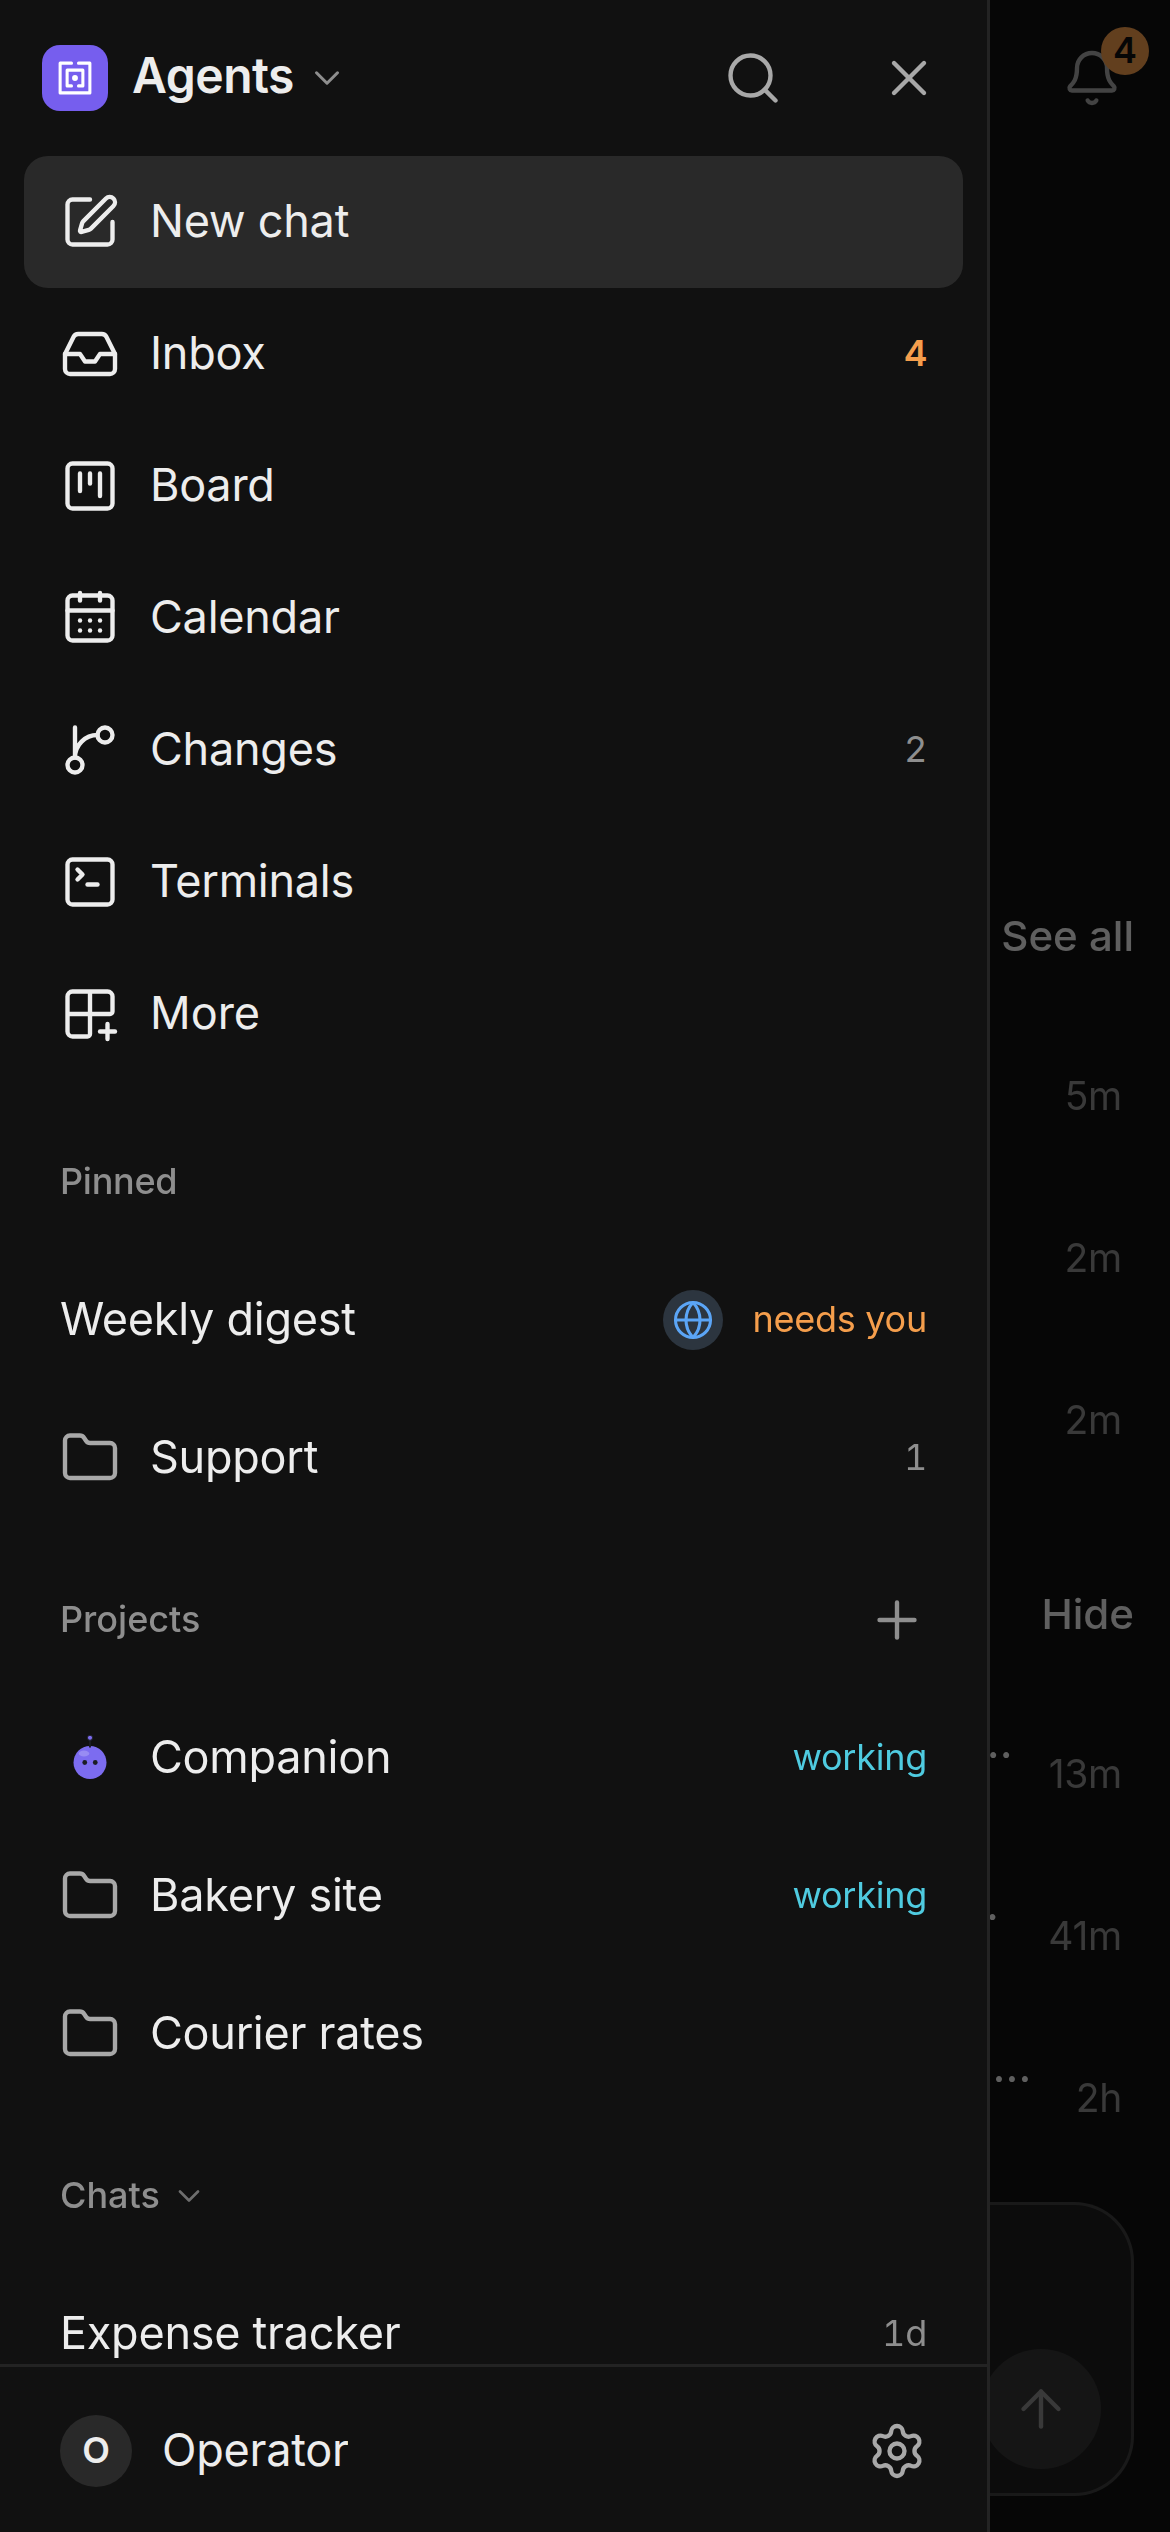 Agents
4
New chat
Inbox 4
Board
Calendar
Changes 2
Terminals
More
See all
5m
Pinned
2m
Weekly digest needs you
2m
Support 1
Projects
Hide
Companion working
13m
Bakery site working
41m
Courier rates
2h
Chats
Expense tracker 1d
O Operator